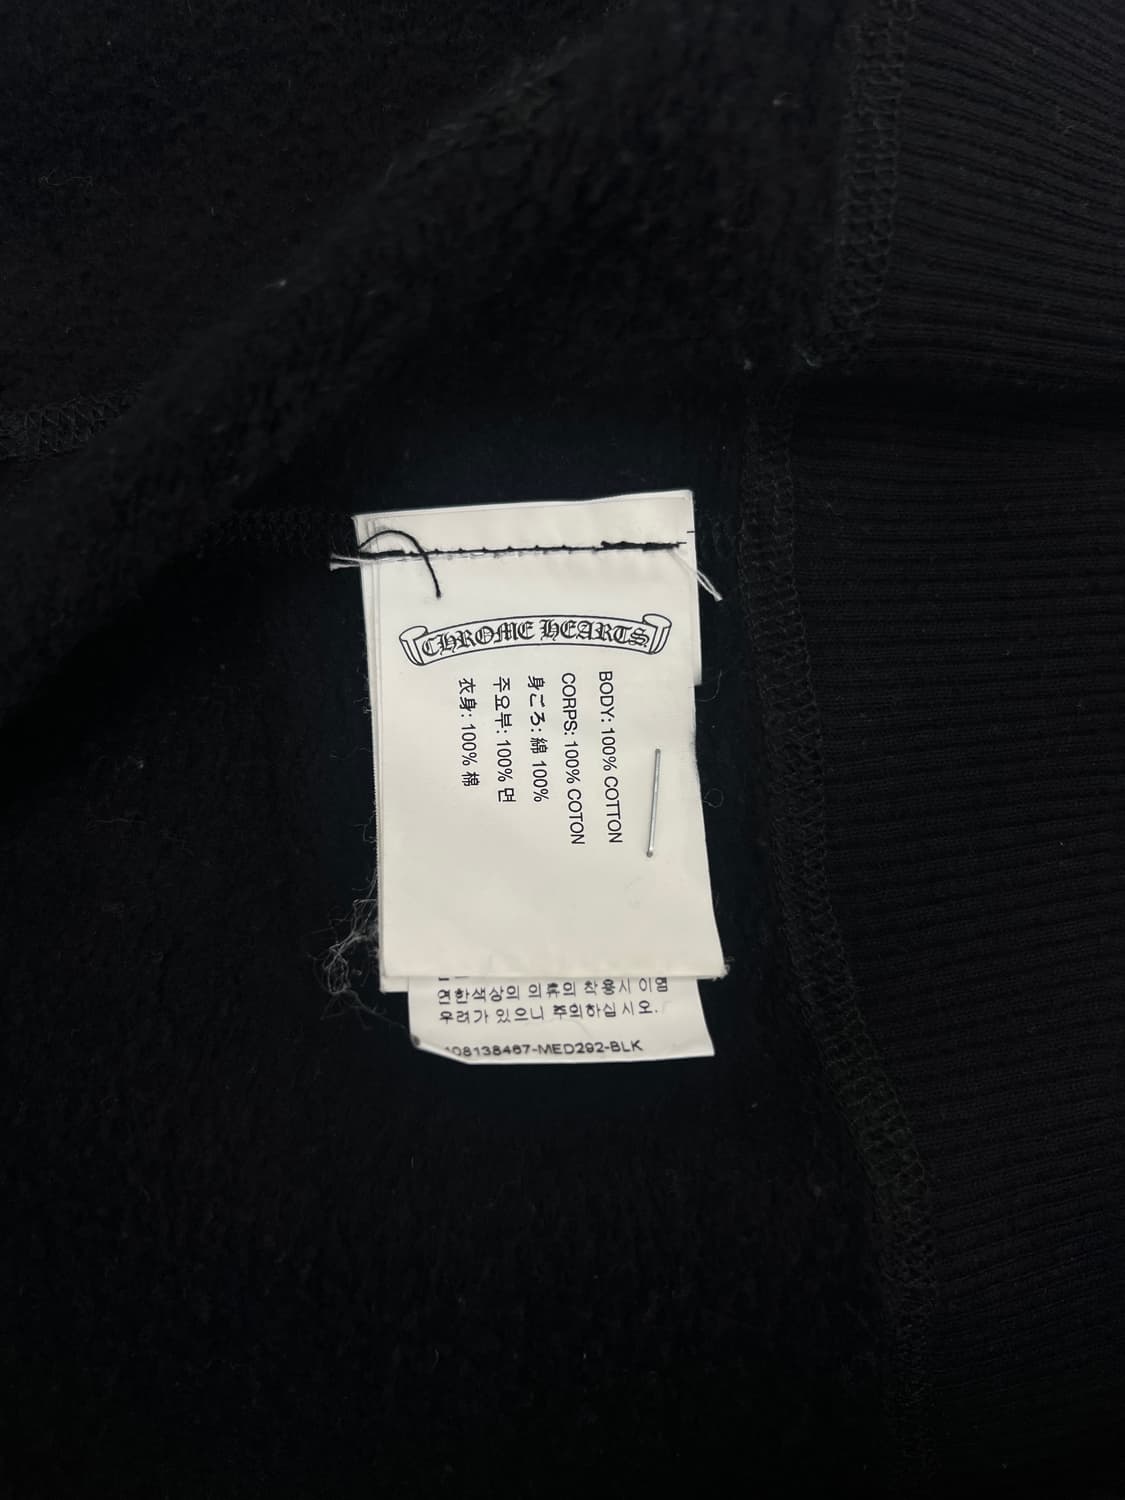 CHROME HEARTS
BODY: 100% COTTON
CORPS: 100% COTON
身ごろ: 綿 100%
주요부: 100% 면
衣身: 100% 棉
연한색상의 의류의 착용시 이염
우려가 있으니 주의하십시오.
08138467-MED292-BLK